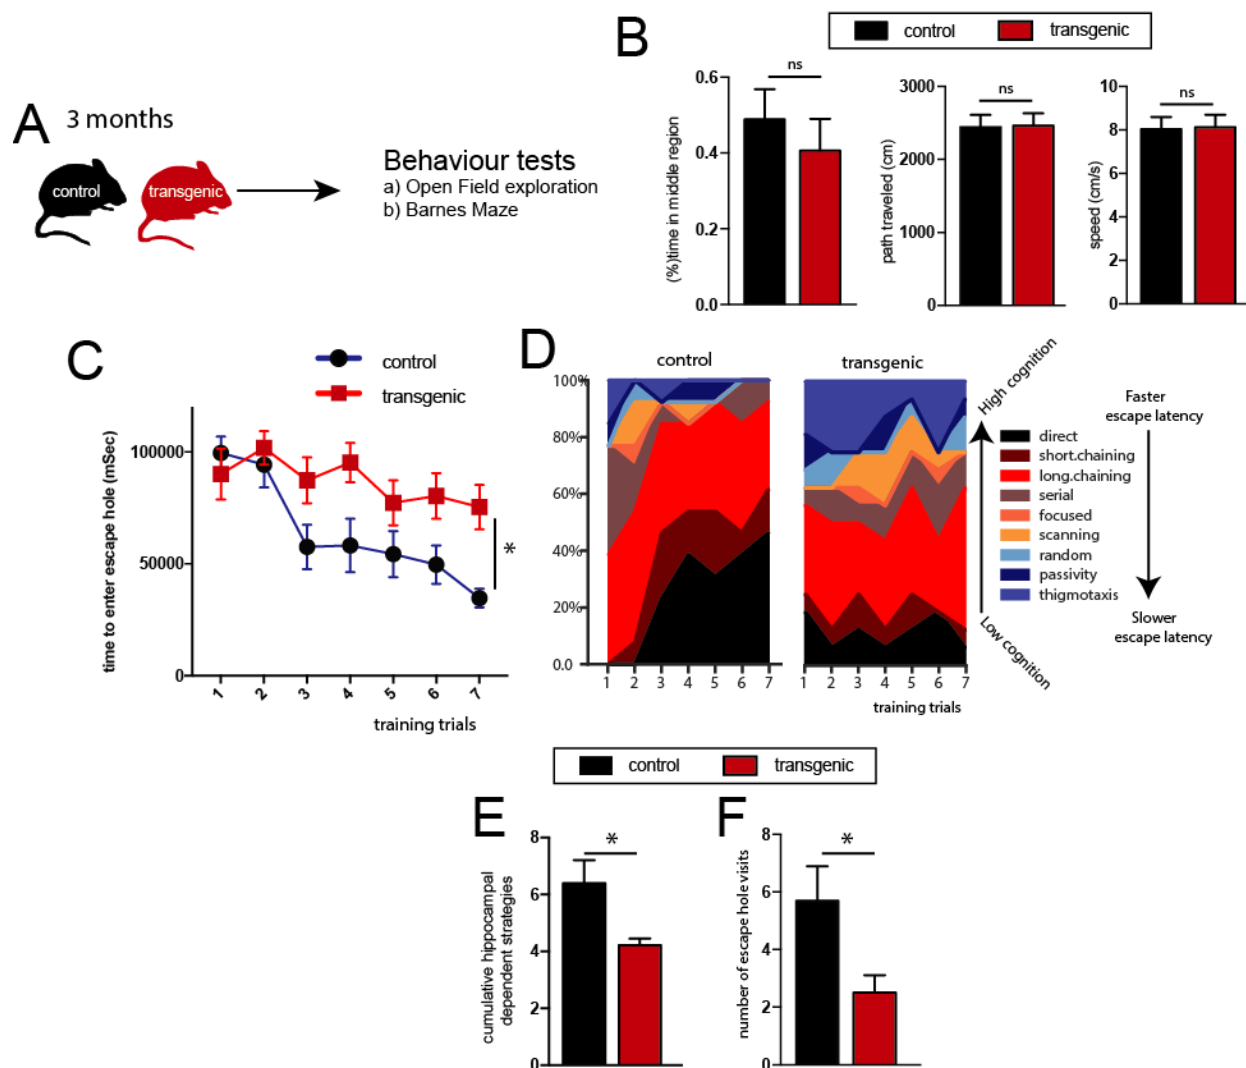 A
3 months
control
transgenic
Behaviour tests
a) Open Field exploration
b) Barnes Maze
B
control
transgenic
(%)time in middle region
0.6
0.4
0.2
0.0
ns
path traveled (cm)
3000
2000
1000
0
ns
speed (cm/s)
10
8
6
4
2
0
ns
C
control
transgenic
time to enter escape hole (mSec)
100000
50000
0
*
1 2 3 4 5 6 7
training trials
D
control
transgenic
100%
80%
60%
40%
20%
0.0
1 2 3 4 5 6 7
1 2 3 4 5 6 7
training trials
High cognition
Low cognition
direct
short.chaining
long.chaining
serial
focused
scanning
random
passivity
thigmotaxis
Faster
escape latency
Slower
escape latency
control
transgenic
E
cumulative hippocampal
dependent strategies
8
6
4
2
0
*
F
number of escape hole visits
8
6
4
2
0
*